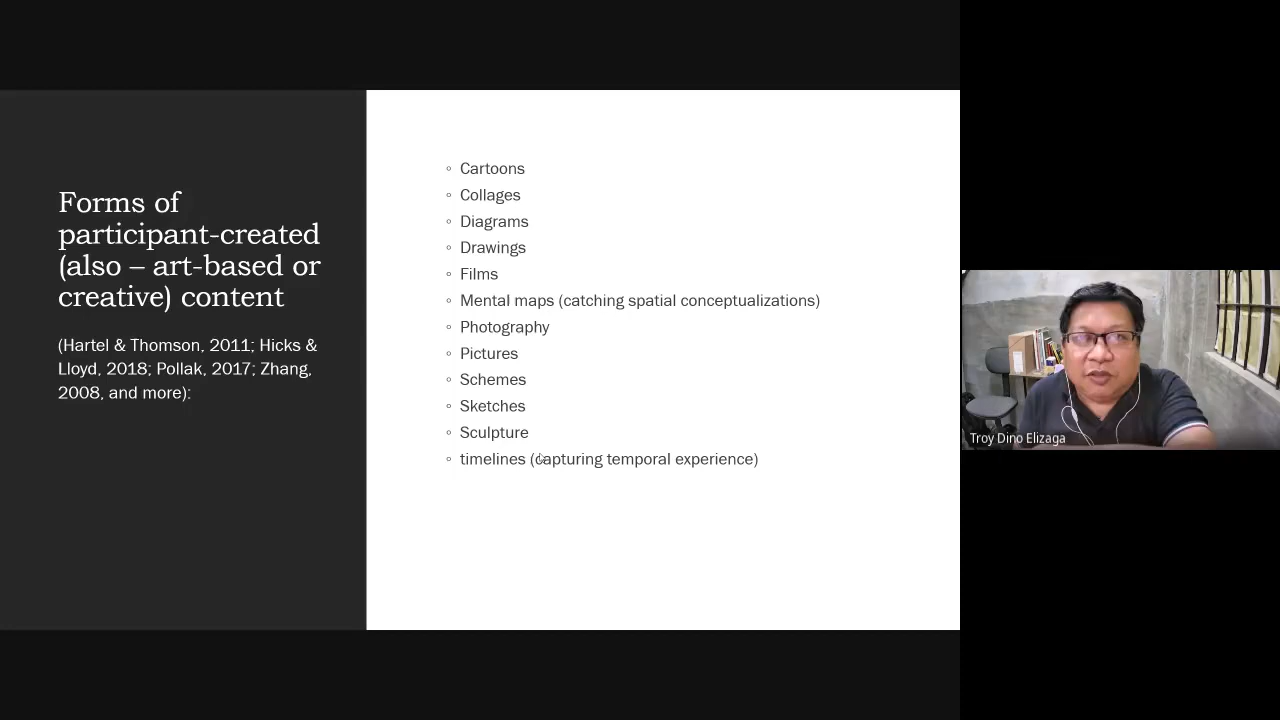 Forms of
participant-created
(also – art-based or
creative) content
(Hartel & Thomson, 2011; Hicks &
Lloyd, 2018; Pollak, 2017; Zhang,
2008, and more):
◦ Cartoons
◦ Collages
◦ Diagrams
◦ Drawings
◦ Films
◦ Mental maps (catching spatial conceptualizations)
◦ Photography
◦ Pictures
◦ Schemes
◦ Sketches
◦ Sculpture
◦ timelines (capturing temporal experience)
Troy Dino Elizaga